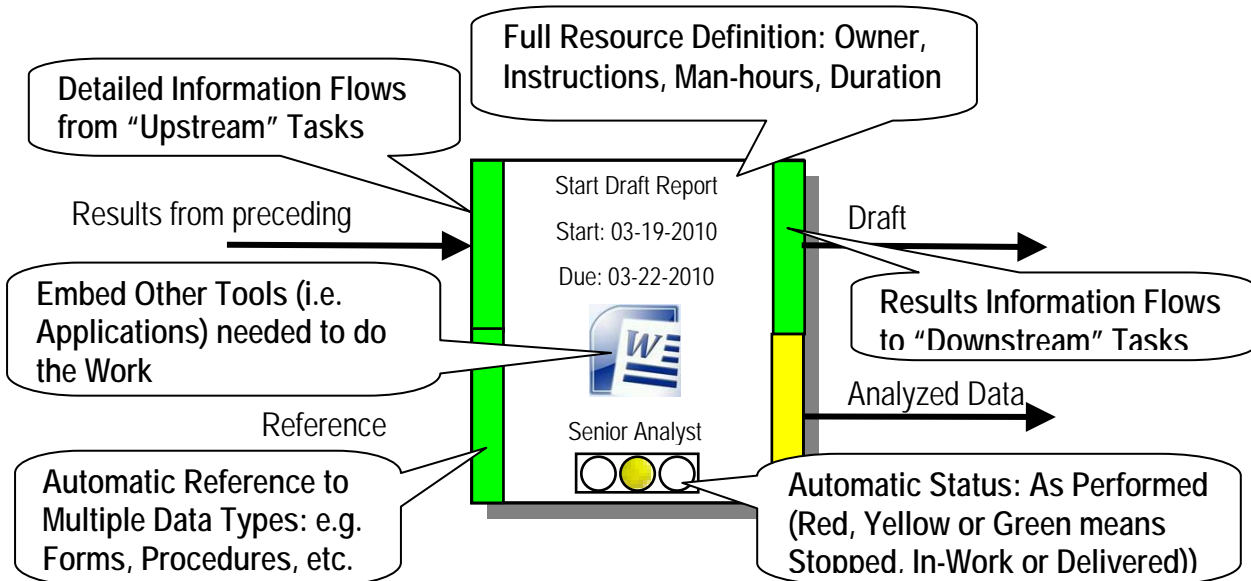 Full Resource Definition: Owner,
Instructions, Man-hours, Duration
Detailed Information Flows
from “Upstream” Tasks
Start Draft Report
Results from preceding
Start: 03-19-2010
Draft
Due: 03-22-2010
Embed Other Tools (i.e.
Applications) needed to do
the Work
W
Results Information Flows
to “Downstream” Tasks
Analyzed Data
Reference
Senior Analyst
Automatic Reference to
Multiple Data Types: e.g.
Forms, Procedures, etc.
Automatic Status: As Performed
(Red, Yellow or Green means
Stopped, In-Work or Delivered))